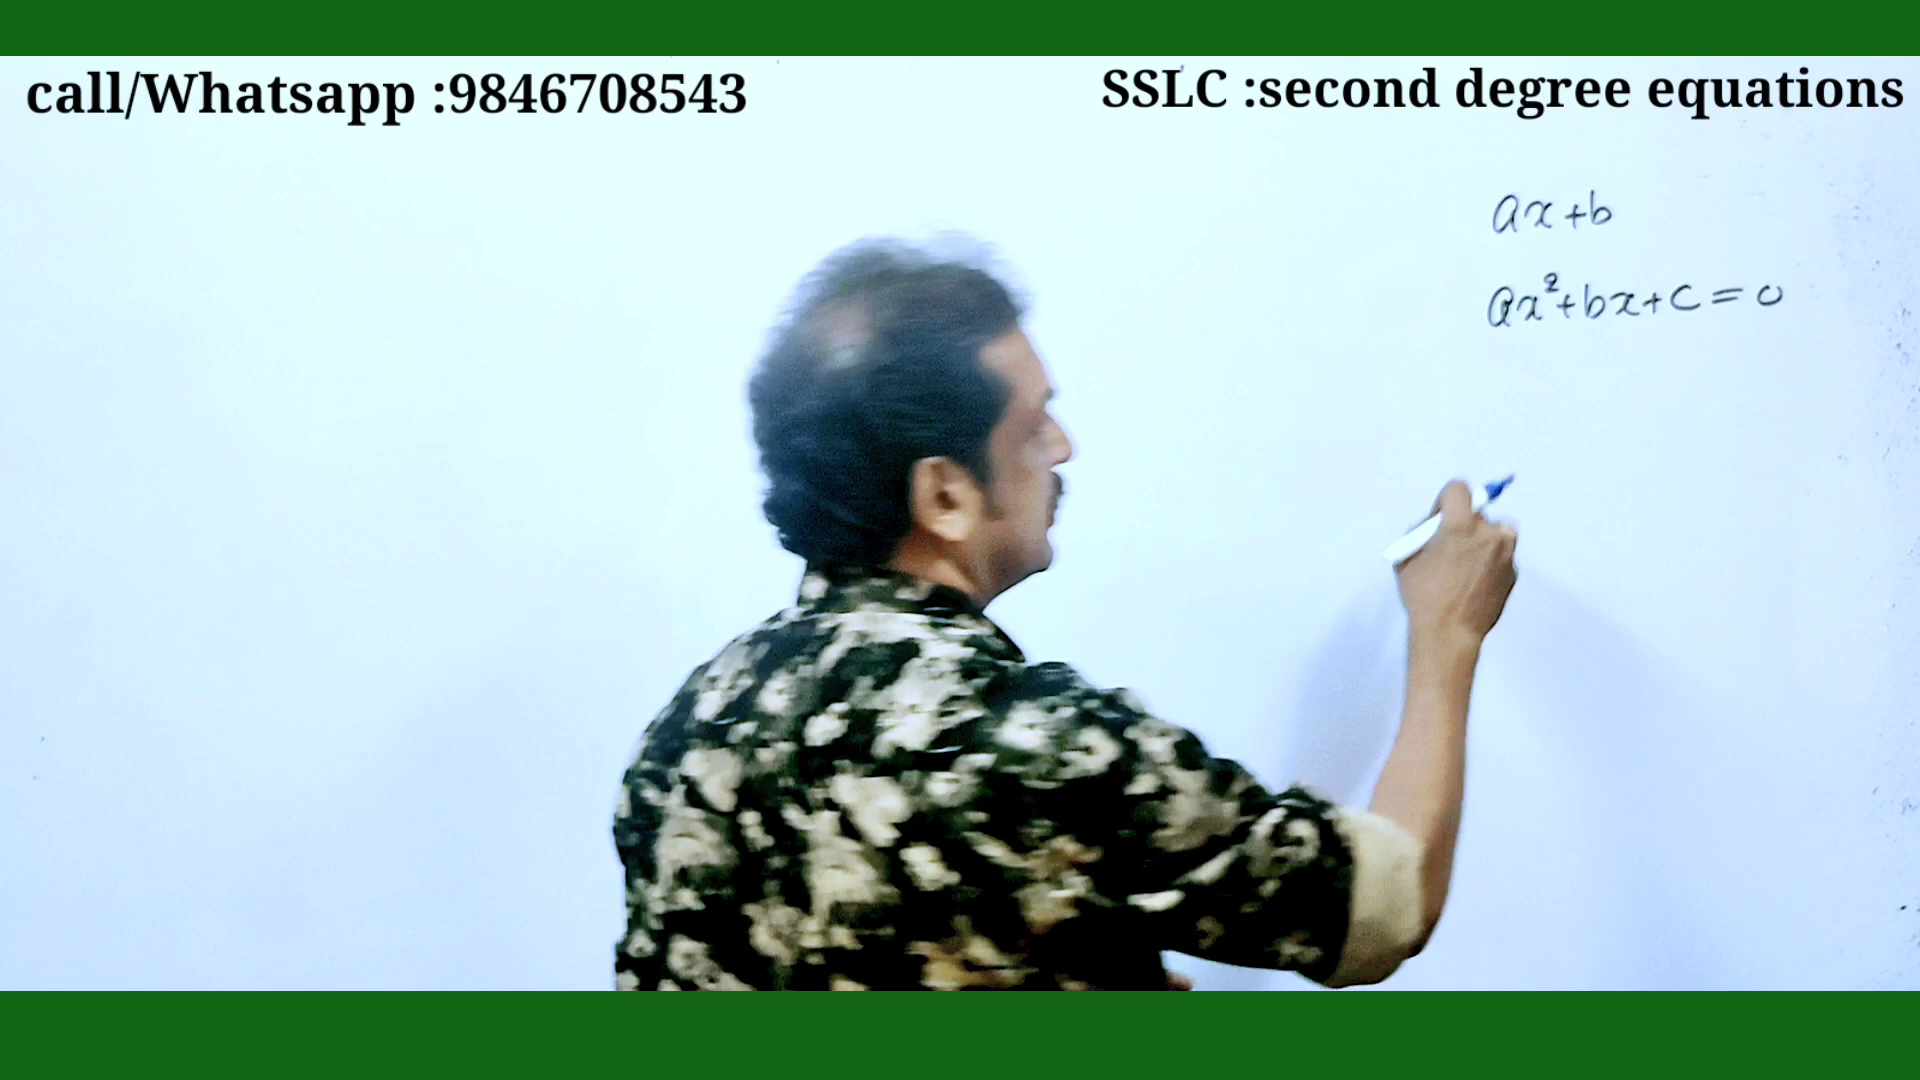 call/Whatsapp :9846708543
SSLC :second degree equations
ax+b
ax²+bx+c=0